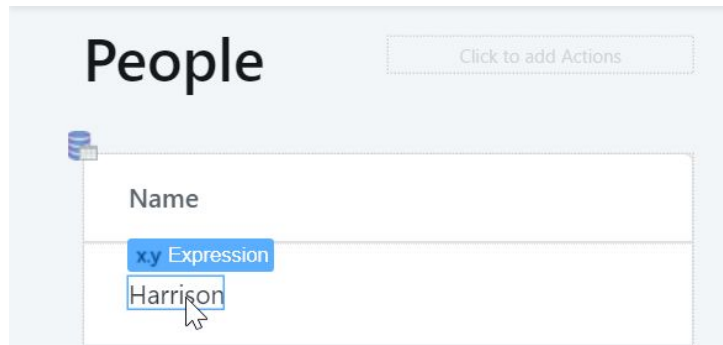 People
Click to add Actions
Name
x.y Expression
Harrison